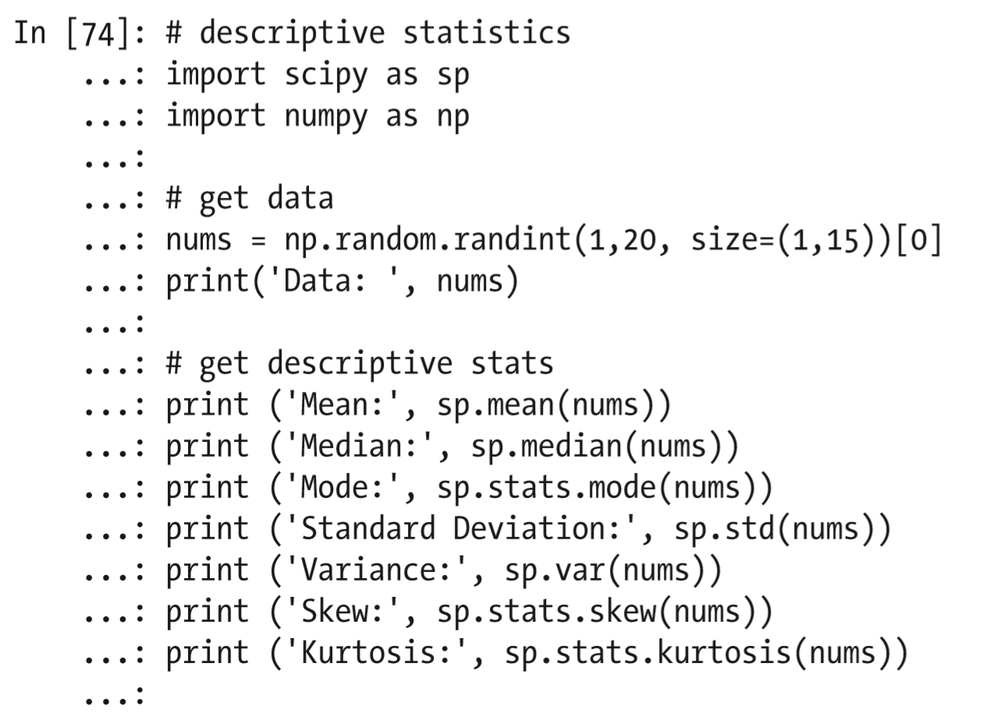 In [74]: # descriptive statistics
...: import scipy as sp
...: import numpy as np
...:
...: # get data
...: nums = np.random.randint(1,20, size=(1,15))[0]
...: print('Data: ', nums)
...:
...: # get descriptive stats
...: print ('Mean:', sp.mean(nums))
...: print ('Median:', sp.median(nums))
...: print ('Mode:', sp.stats.mode(nums))
...: print ('Standard Deviation:', sp.std(nums))
...: print ('Variance:', sp.var(nums))
...: print ('Skew:', sp.stats.skew(nums))
...: print ('Kurtosis:', sp.stats.kurtosis(nums))
...: